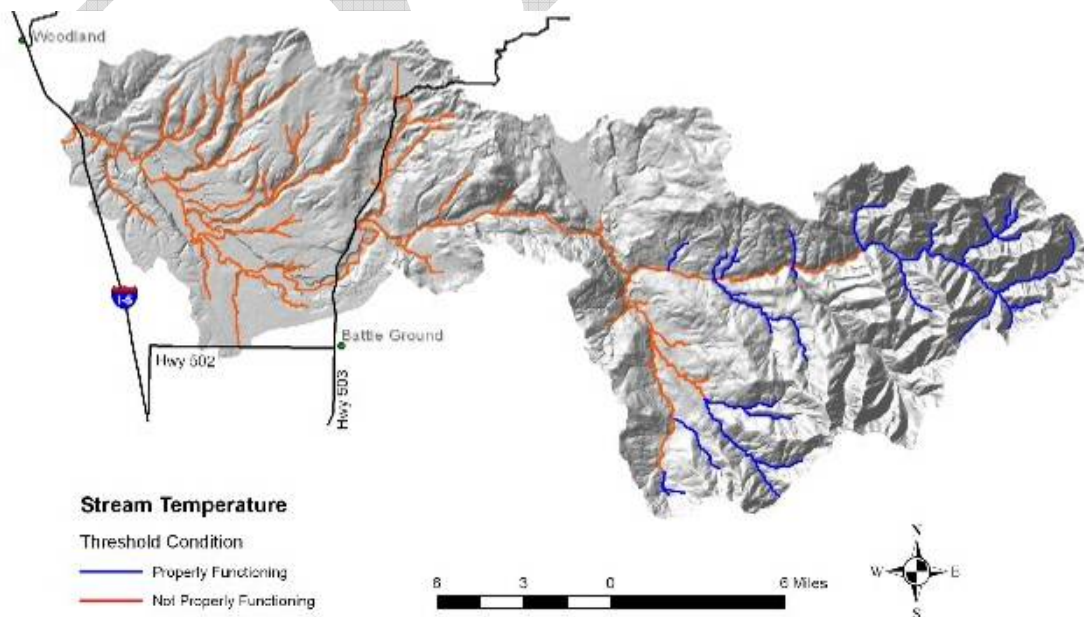 Woodland
I-5
Battle Ground
Hwy 502
Hwy 503
Stream Temperature
Threshold Condition
Properly Functioning
Not Properly Functioning
6 3 0 6 Miles
N
W E
S